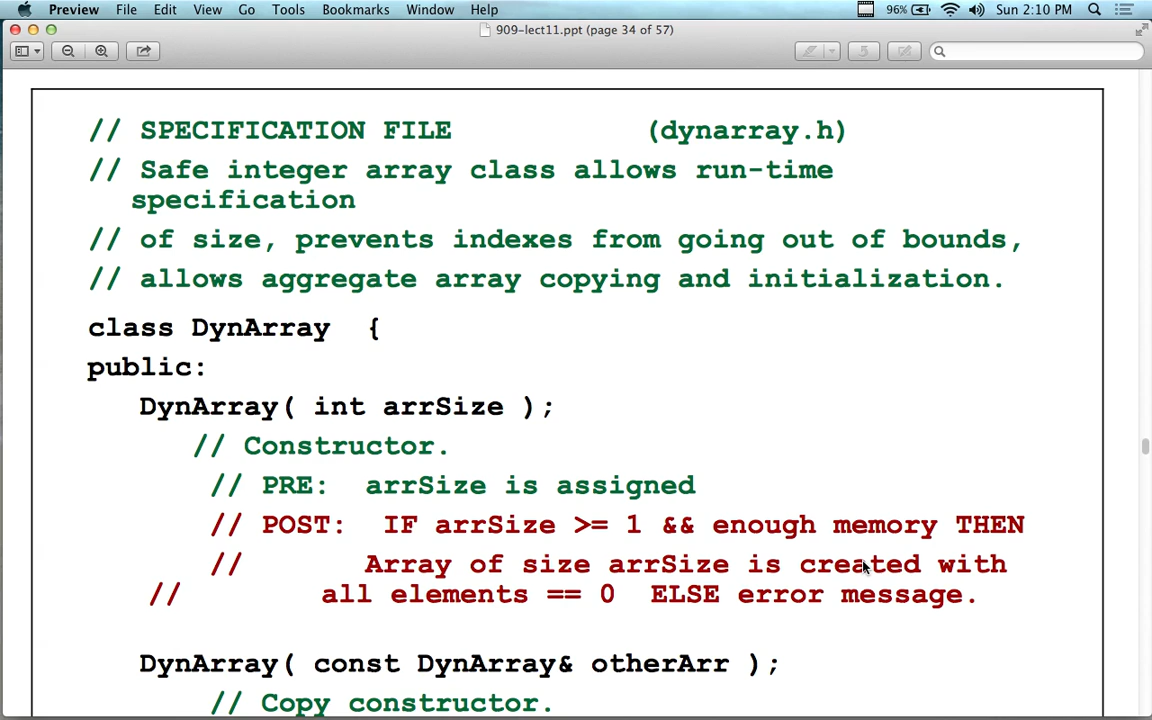 Preview File Edit View Go Tools Bookmarks Window Help 96% Sun 2:10 PM
909-lect11.ppt (page 34 of 57)
// SPECIFICATION FILE (dynarray.h)
// Safe integer array class allows run-time
specification
// of size, prevents indexes from going out of bounds,
// allows aggregate array copying and initialization.
class DynArray {
public:
DynArray( int arrSize );
// Constructor.
// PRE: arrSize is assigned
// POST: IF arrSize >= 1 && enough memory THEN
// Array of size arrSize is created with
// all elements == 0 ELSE error message.
DynArray( const DynArray& otherArr );
// Copy constructor.